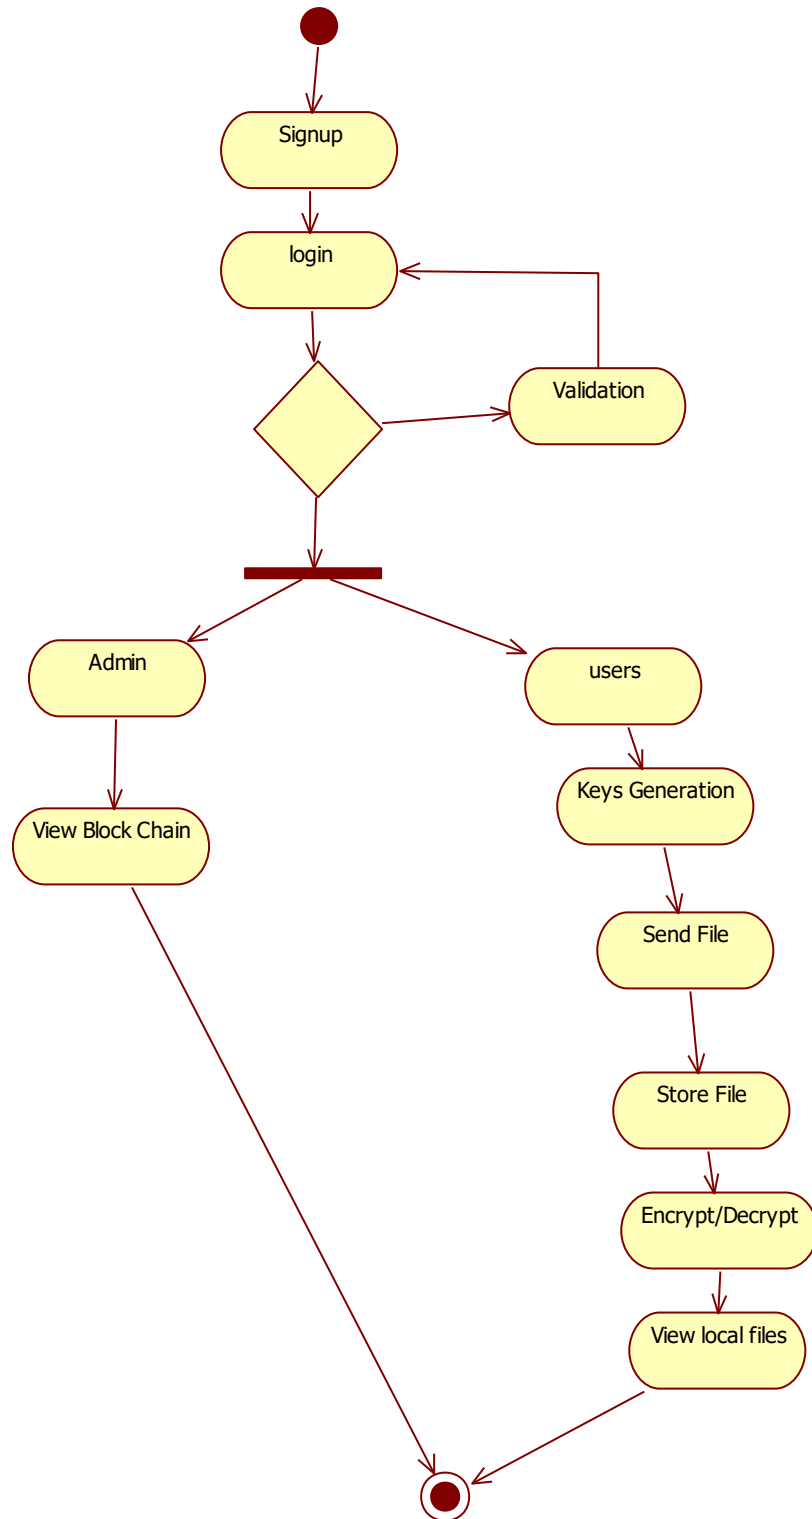 Signup
login
Validation
Admin
users
Keys Generation
View Block Chain
Send File
Store File
Encrypt/Decrypt
View local files